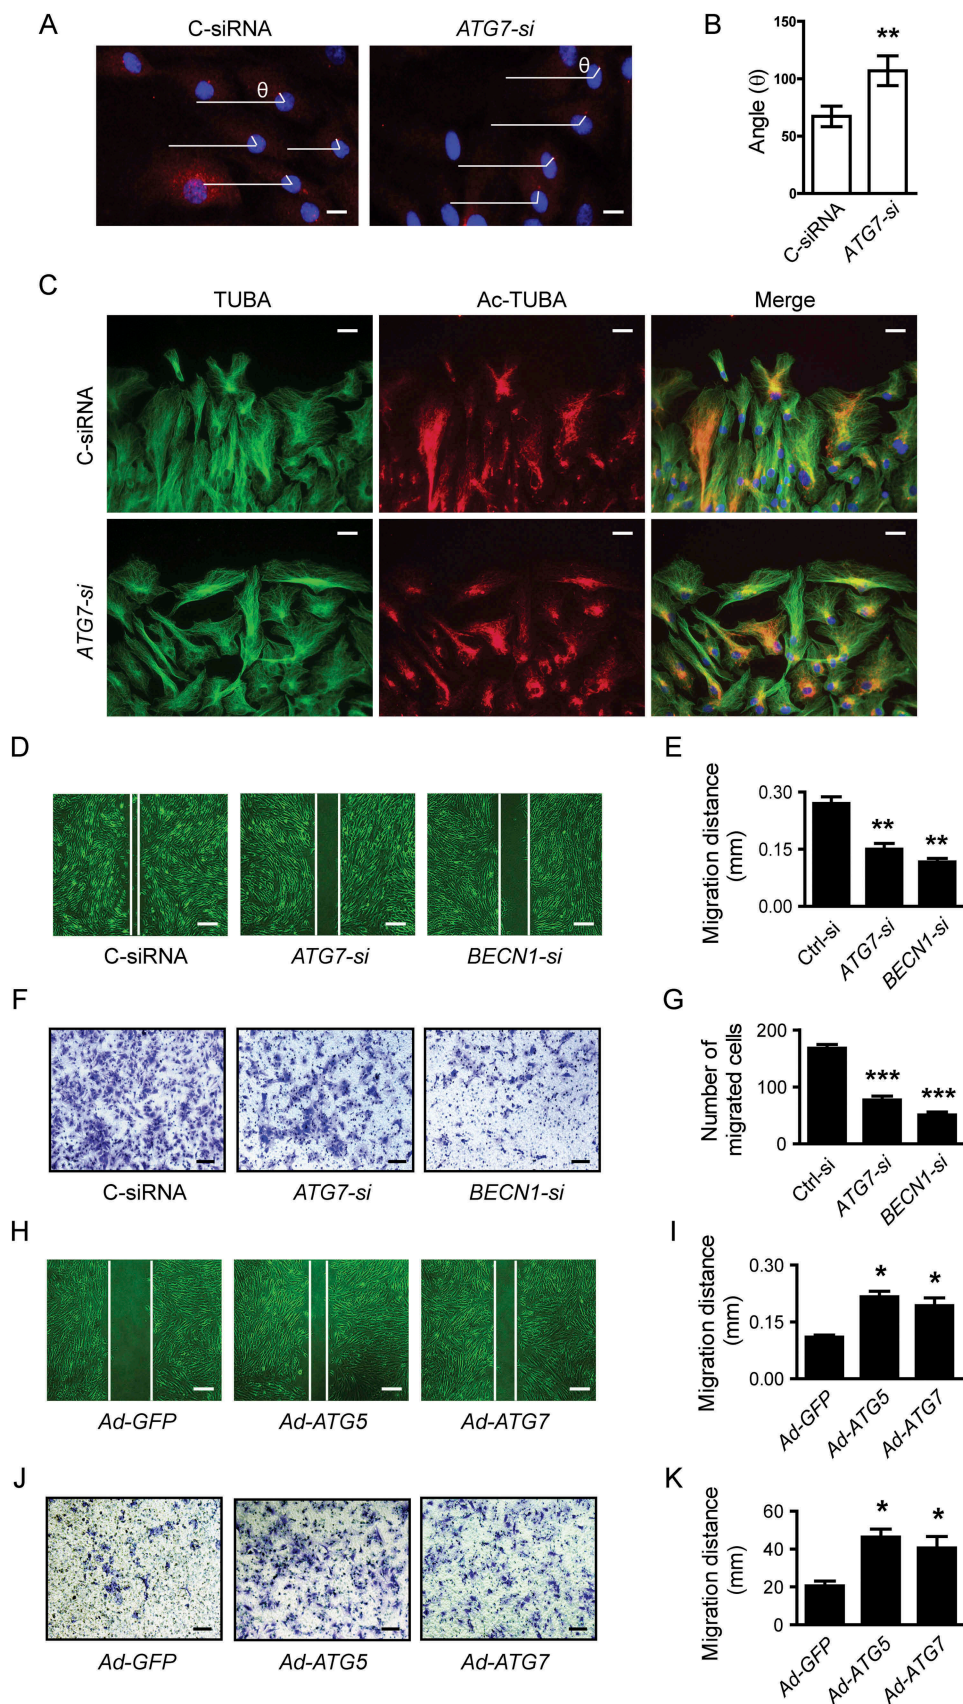 A
C-siRNA
ATG7-si
θ
θ
B
**
Angle (θ)
150
100
50
0
C-siRNA
ATG7-si
C
TUBA
Ac-TUBA
Merge
C-siRNA
ATG7-si
D
C-siRNA
ATG7-si
BECN1-si
E
Migration distance
(mm)
0.30
0.15
0.00
**
**
Ctrl-si
ATG7-si
BECN1-si
F
C-siRNA
ATG7-si
BECN1-si
G
Number of
migrated cells
200
100
0
***
***
Ctrl-si
ATG7-si
BECN1-si
H
Ad-GFP
Ad-ATG5
Ad-ATG7
I
Migration distance
(mm)
0.30
0.15
0.00
*
*
Ad-GFP
Ad-ATG5
Ad-ATG7
J
Ad-GFP
Ad-ATG5
Ad-ATG7
K
Migration distance
(mm)
60
40
20
0
*
*
Ad-GFP
Ad-ATG5
Ad-ATG7